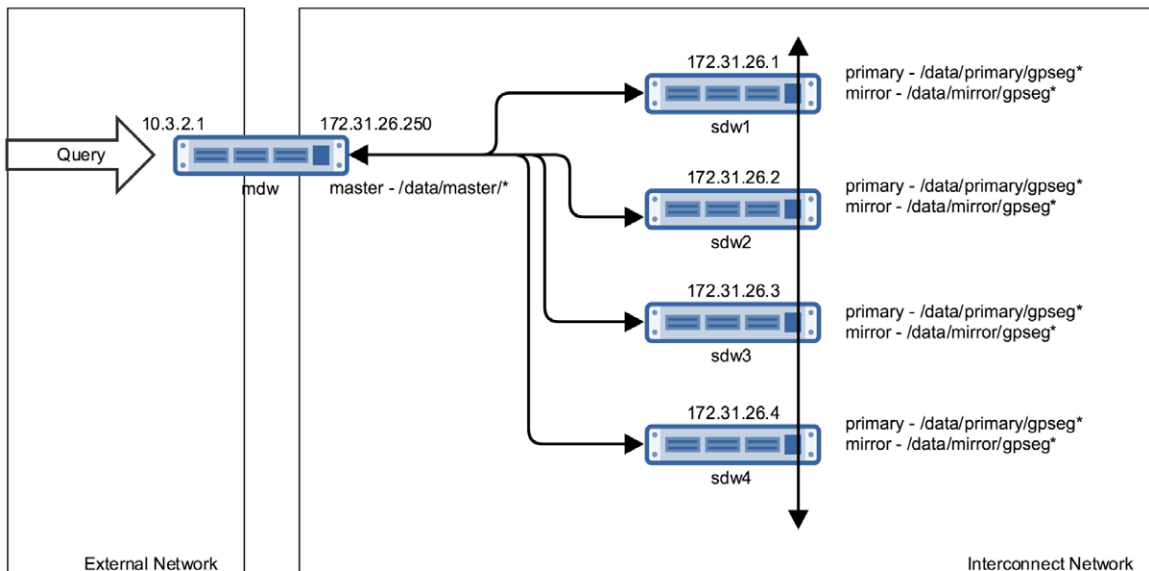 Query
10.3.2.1
mdw
172.31.26.250
master - /data/master/*
172.31.26.1
sdw1
primary - /data/primary/gpseg*
mirror - /data/mirror/gpseg*
172.31.26.2
sdw2
primary - /data/primary/gpseg*
mirror - /data/mirror/gpseg*
172.31.26.3
sdw3
primary - /data/primary/gpseg*
mirror - /data/mirror/gpseg*
172.31.26.4
sdw4
primary - /data/primary/gpseg*
mirror - /data/mirror/gpseg*
External Network
Interconnect Network